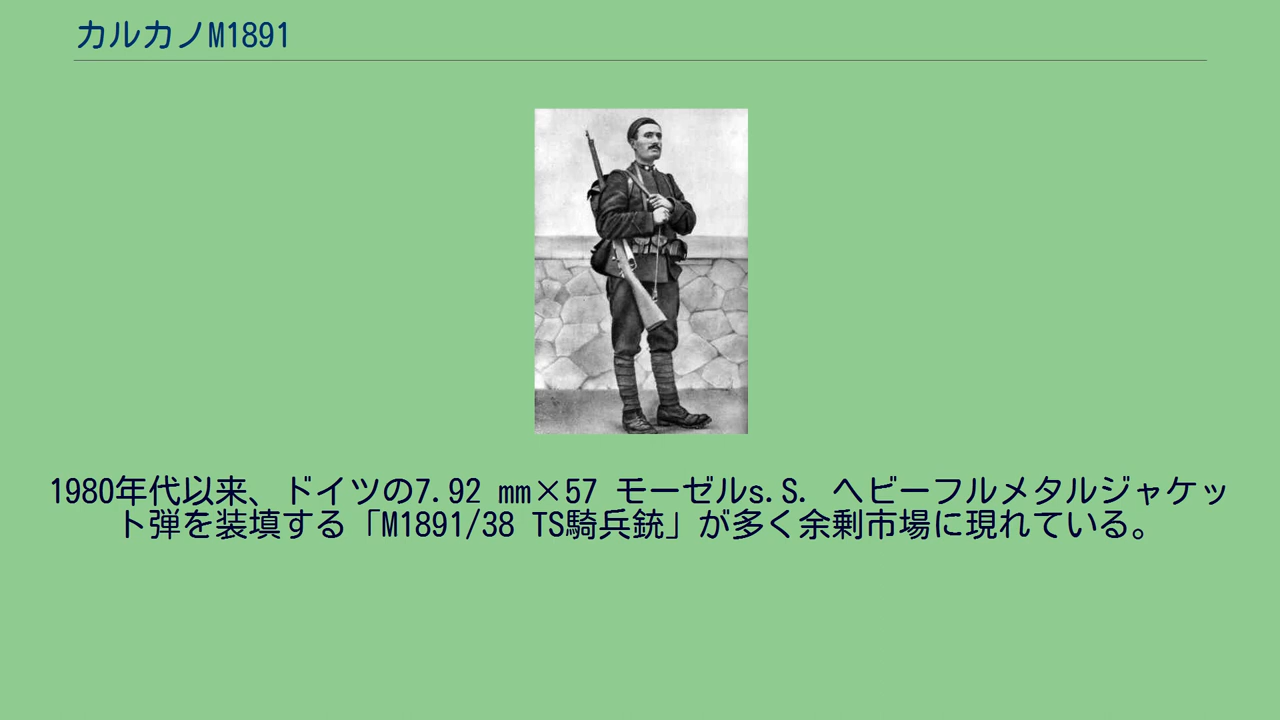 カルカノM1891
1980年代以来、ドイツの7.92 mm×57 モーゼルs.S. ヘビーフルメタルジャケッ
ト弾を装填する「M1891/38 TS騎兵銃」が多く余剰市場に現れている。